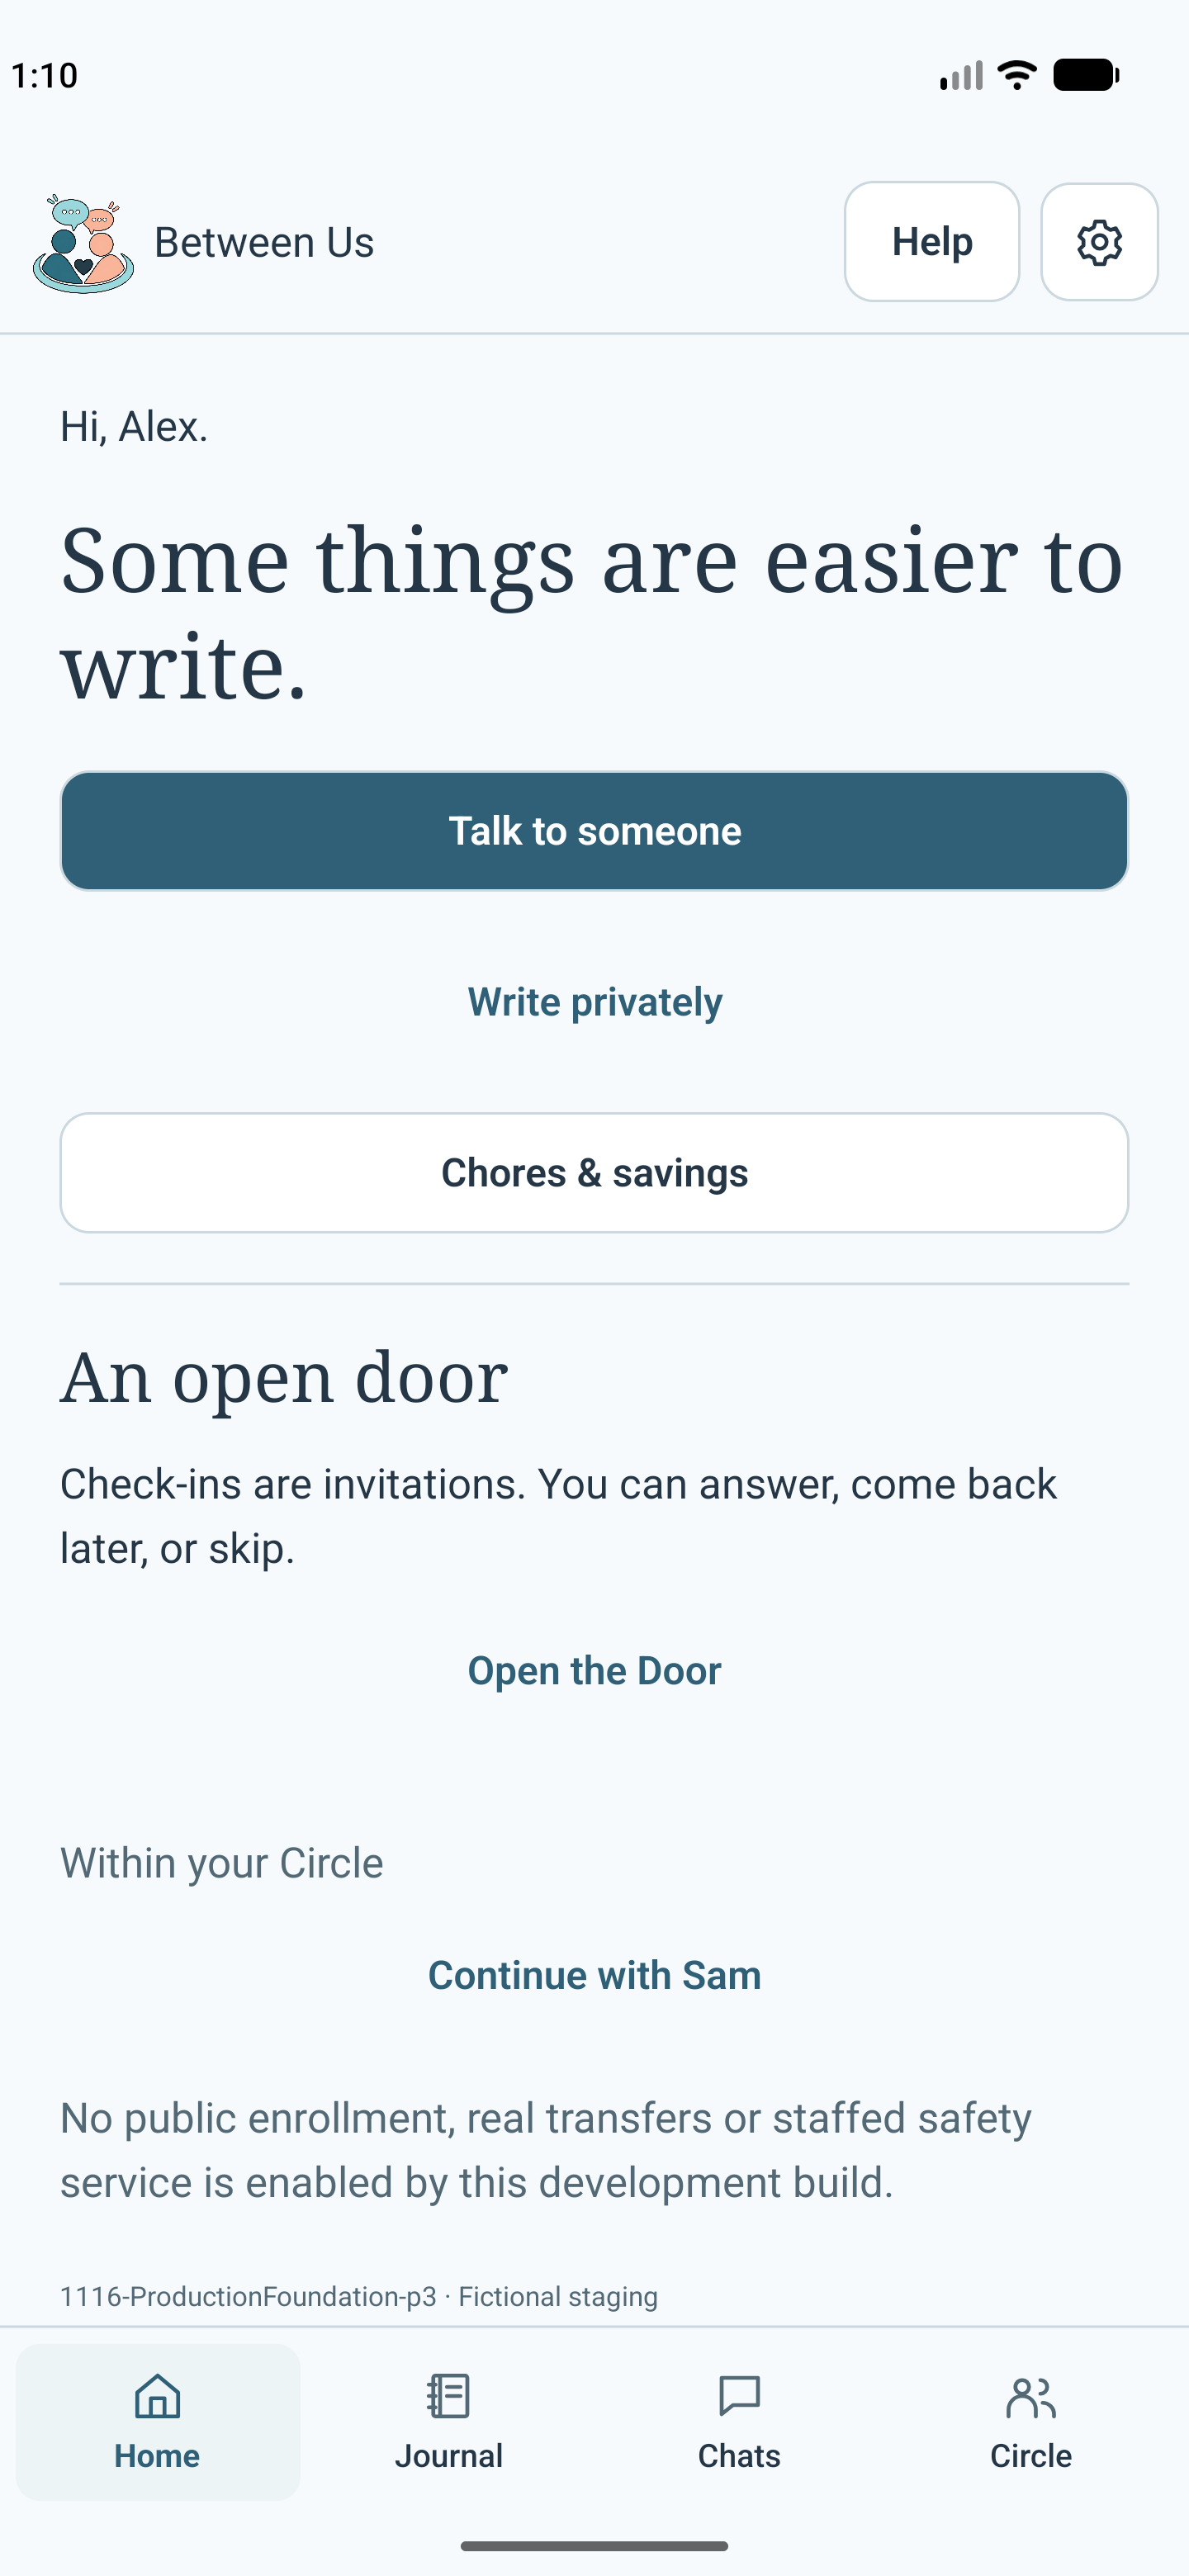 1:10
Between Us
Help
Hi, Alex.
Some things are easier to
write.
Talk to someone
Write privately
Chores & savings
An open door
Check-ins are invitations. You can answer, come back
later, or skip.
Open the Door
Within your Circle
Continue with Sam
No public enrollment, real transfers or staffed safety
service is enabled by this development build.
1116-ProductionFoundation-p3 · Fictional staging
Home
Journal
Chats
Circle